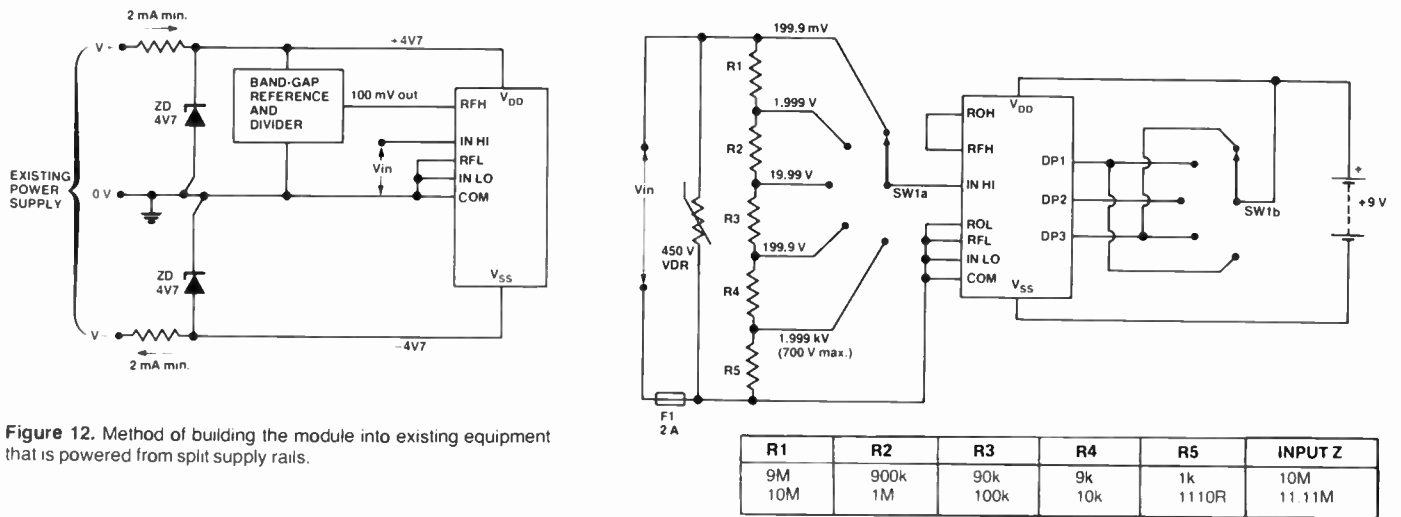 2 mA min.
V +
+4V7
BAND-GAP
REFERENCE
AND
DIVIDER
100 mV out
RFH
VDD
ZD
4V7
IN HI
Vin
RFL
IN LO
COM
EXISTING
POWER
SUPPLY
0 V
ZD
4V7
VSS
V–
–4V7
2 mA min.
Figure 12. Method of building the module into existing equipment
that is powered from split supply rails.
199.9 mV
R1
1.999 V
R2
19.99 V
R3
199.9 V
R4
1.999 kV
(700 V max.)
R5
Vin
450 V
VDR
F1
2 A
SW1a
VDD
ROH
RFH
IN HI
ROL
RFL
IN LO
COM
VSS
DP1
DP2
DP3
SW1b
+
+9 V
R1 R2 R3 R4 R5 INPUT Z
9M 900k 90k 9k 1k 10M
10M 1M 100k 10k 1110R 11.11M